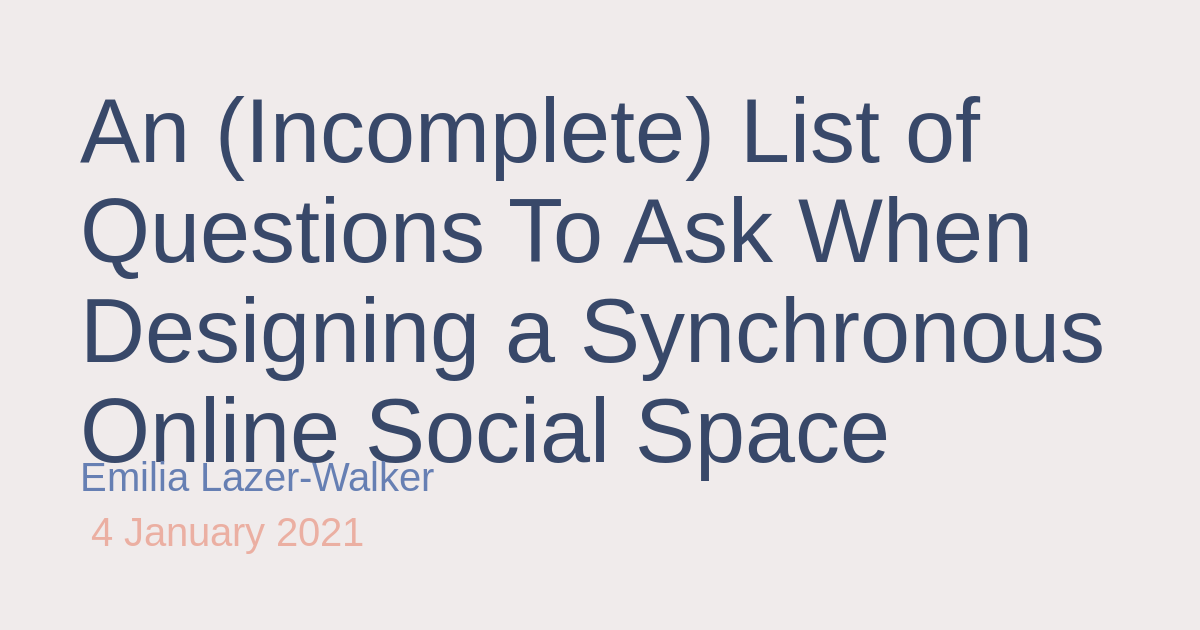 An (Incomplete) List of
Questions To Ask When
Designing a Synchronous
Online Social Space
Emilia Lazer-Walker
4 January 2021